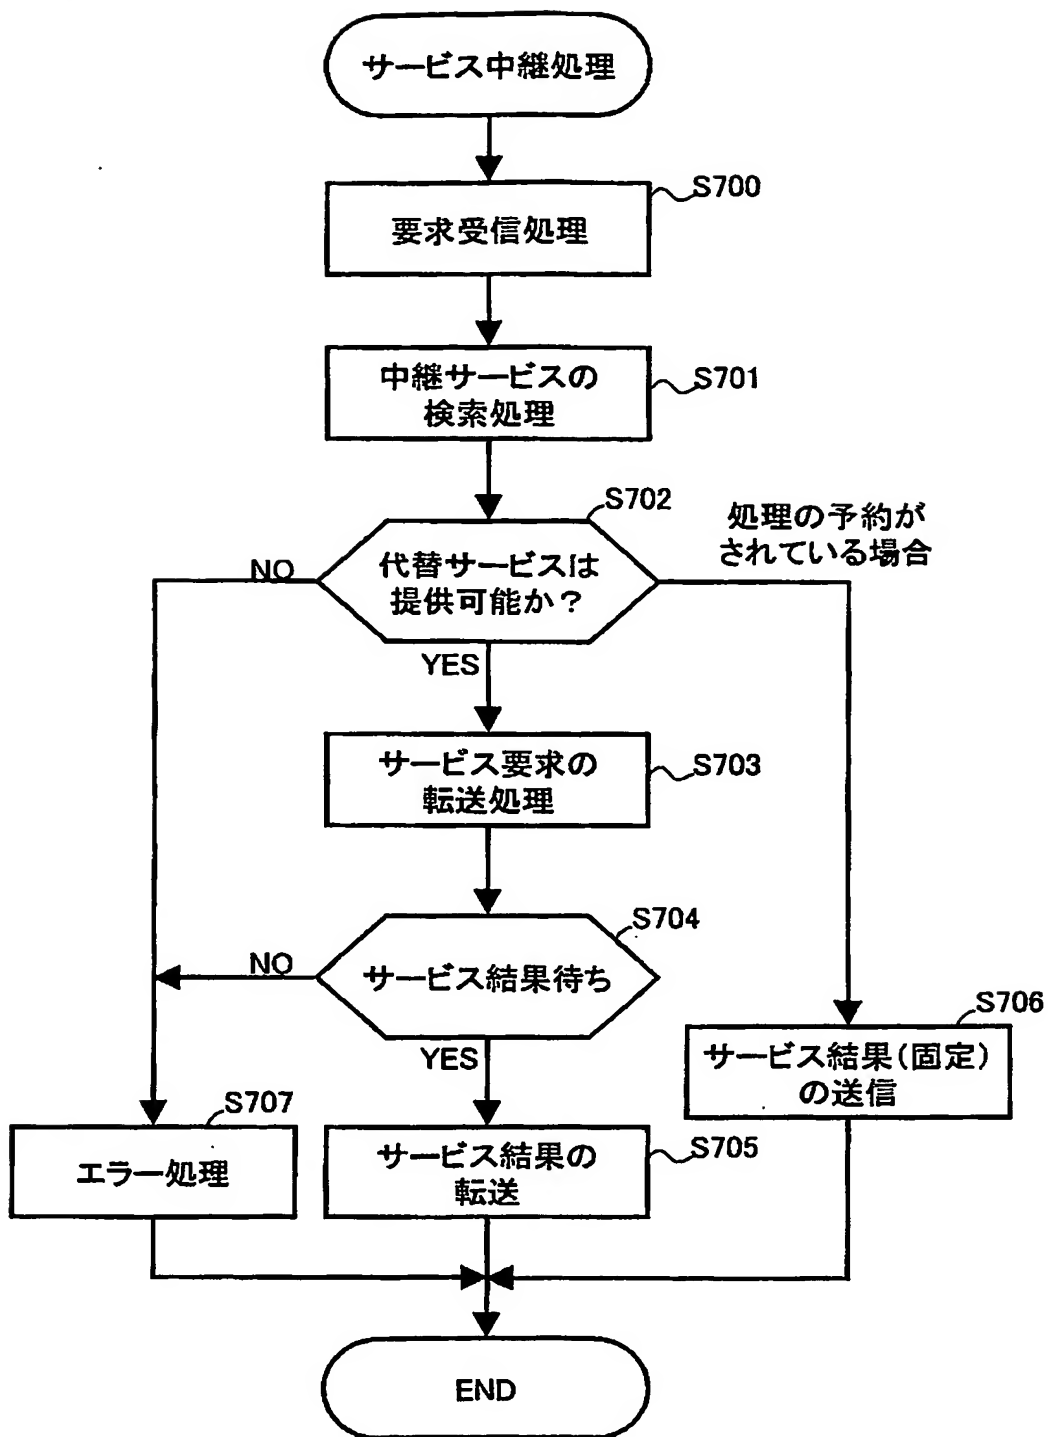 サービス中継処理
S700
要求受信処理
中継サービスの
検索処理
S701
S702
処理の予約が
されている場合
NO
代替サービスは
提供可能か?
YES
サービス要求の
転送処理
S703
S704
NO
サービス結果待ち
YES
S706
サービス結果(固定)
の送信
S707
エラー処理
サービス結果の
転送
S705
END